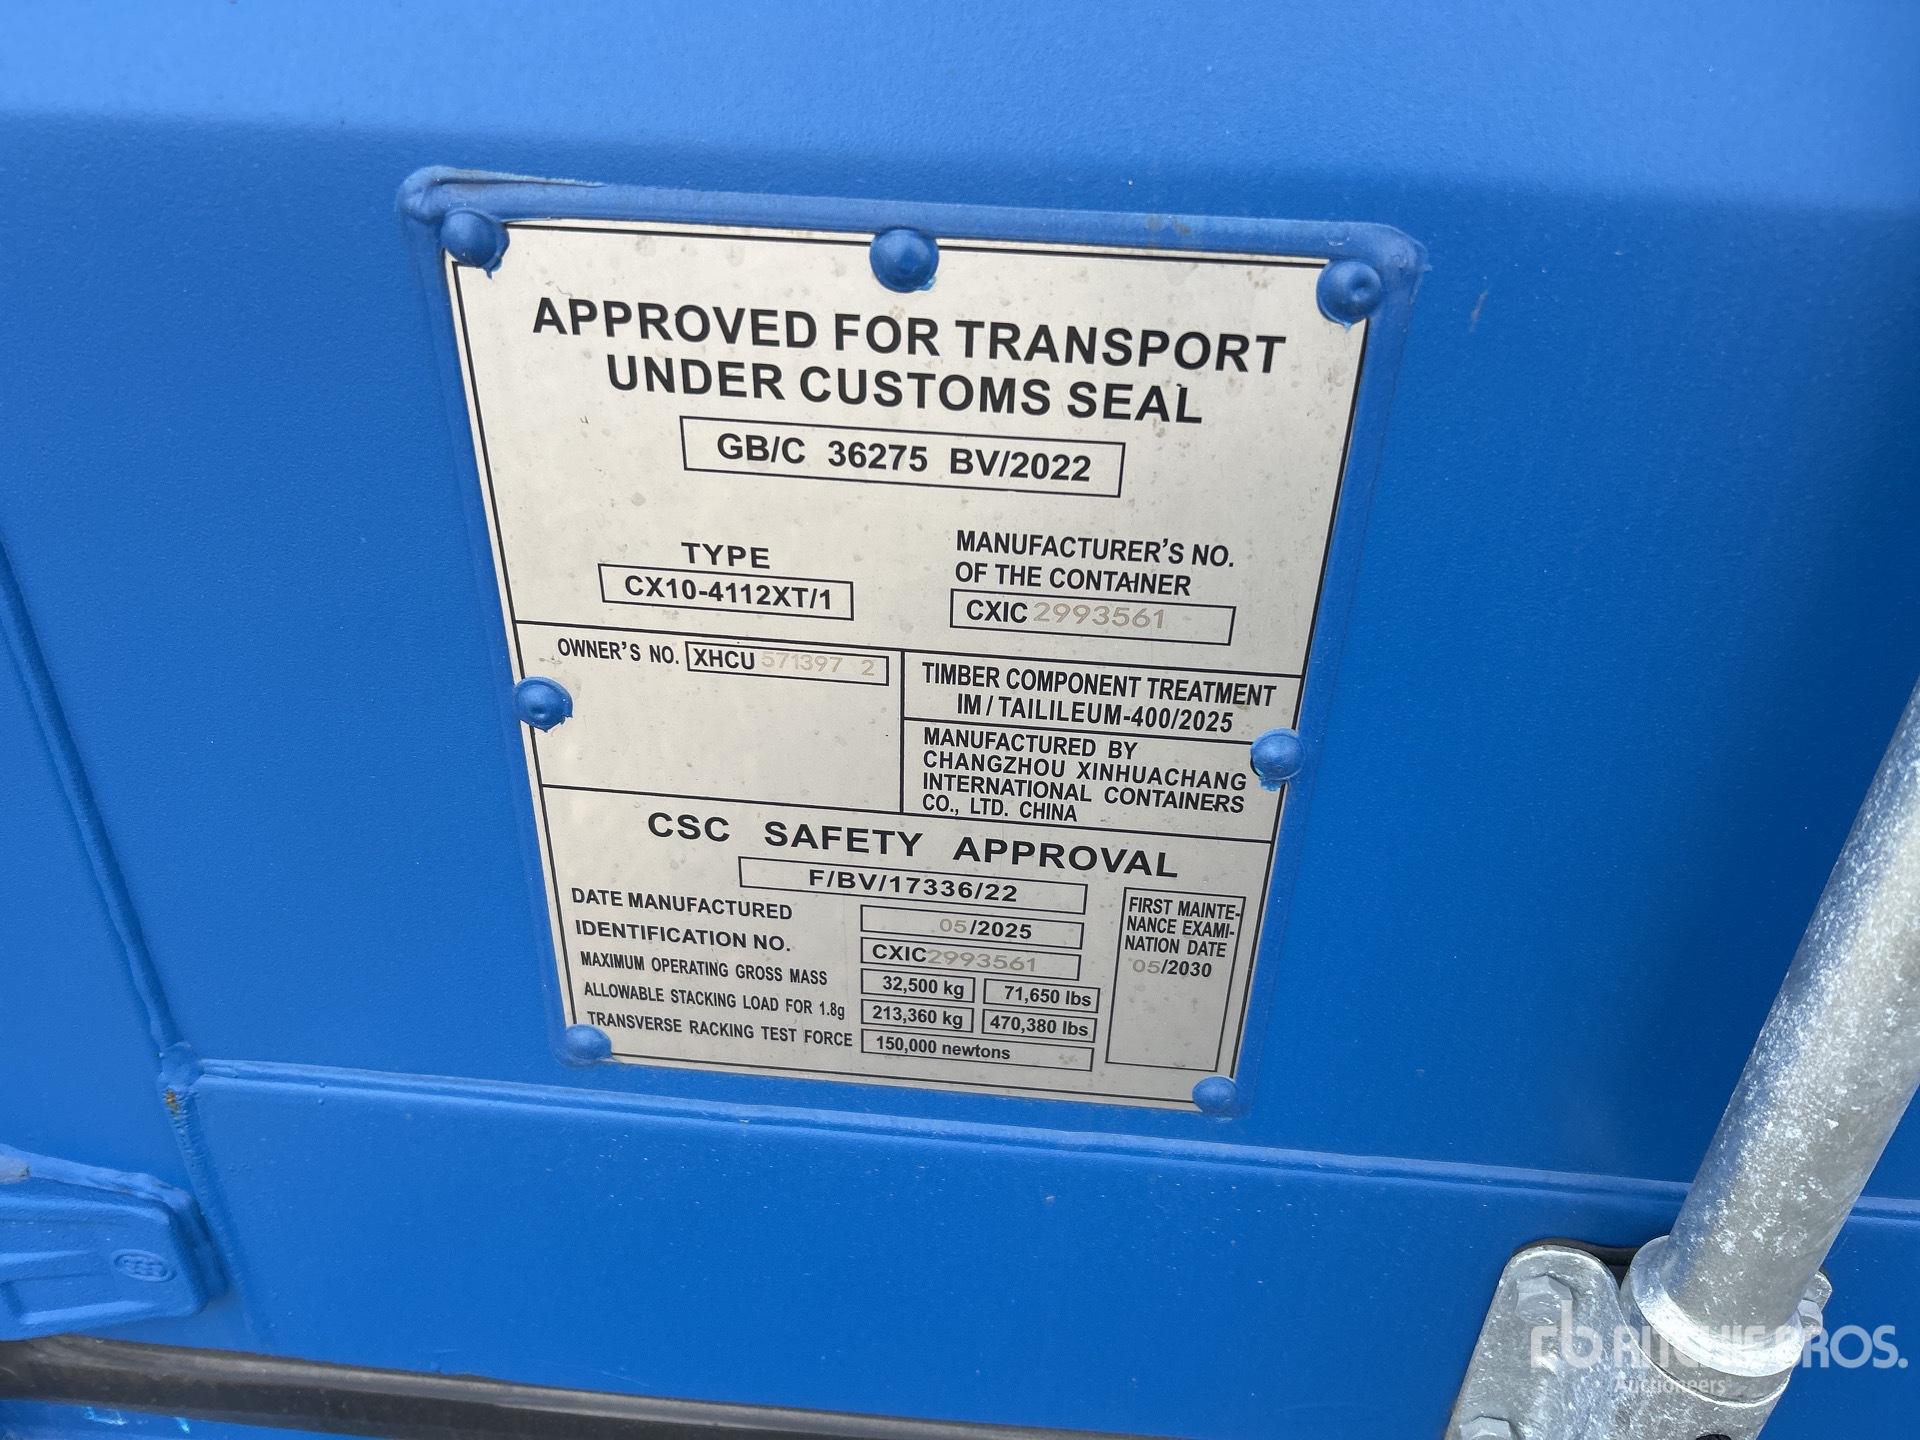 APPROVED FOR TRANSPORT
UNDER CUSTOMS SEAL
GB/C 36275 BV/2022
TYPE
CX10-4112XT/1
MANUFACTURER'S NO.
OF THE CONTAINER
CXIC 2993561
OWNER'S NO. XHCU 571397 2
TIMBER COMPONENT TREATMENT
IM / TAILILEUM-400/2025
MANUFACTURED BY
CHANGZHOU XINHUACHANG
INTERNATIONAL CONTAINERS
CO., LTD. CHINA
CSC SAFETY APPROVAL
F/BV/17336/22
DATE MANUFACTURED 05/2025
IDENTIFICATION NO. CXIC2993561
MAXIMUM OPERATING GROSS MASS 32,500 kg 71,650 lbs
ALLOWABLE STACKING LOAD FOR 1.8g 213,360 kg 470,380 lbs
TRANSVERSE RACKING TEST FORCE 150,000 newtons
FIRST MAINTE-
NANCE EXAMI-
NATION DATE
05/2030
rb RITCHIE BROS.
Auctioneers